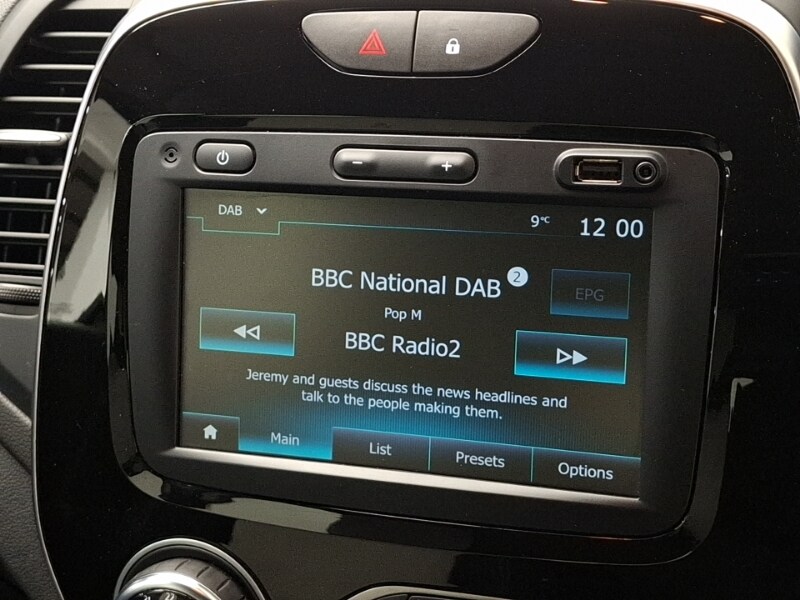 DAB
9°C
12 00
BBC National DAB 2
EPG
Pop M
BBC Radio2
Jeremy and guests discuss the news headlines and
talk to the people making them.
Main
List
Presets
Options